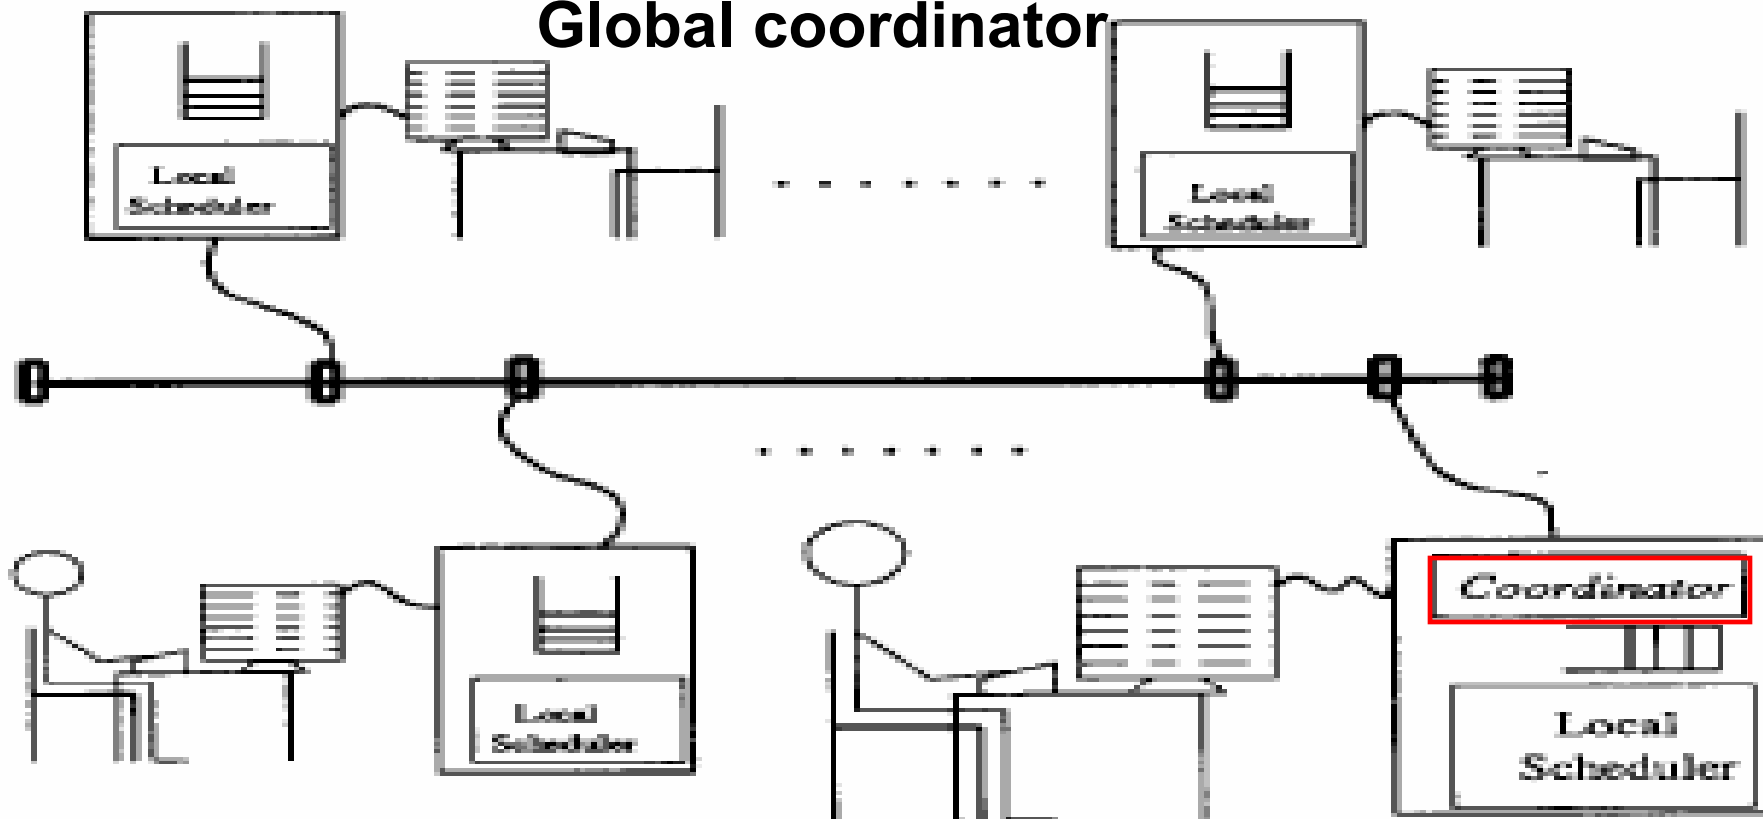 Global coordinator
Local
Scheduler
Local
Scheduler
Local
Scheduler
Coordinator
Local
Scheduler